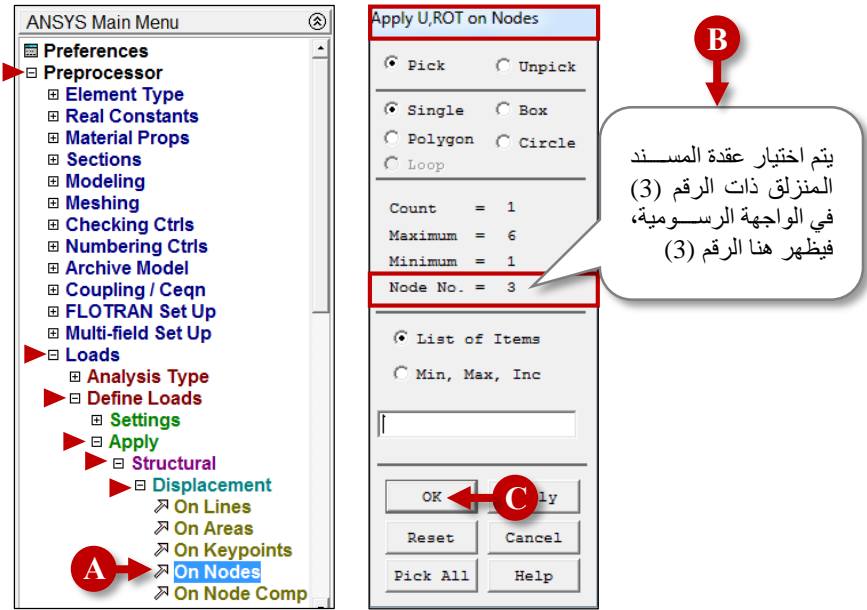 ANSYS Main Menu
Preferences
Preprocessor
Element Type
Real Constants
Material Props
Sections
Modeling
Meshing
Checking Ctrls
Numbering Ctrls
Archive Model
Coupling / Ceqn
FLOTRAN Set Up
Multi-field Set Up
Loads
Analysis Type
Define Loads
Settings
Apply
Structural
Displacement
On Lines
On Areas
On Keypoints
A
On Nodes
On Node Comp
Apply U,ROT on Nodes
Pick Unpick
Single Box
Polygon Circle
Loop
Count = 1
Maximum = 6
Minimum = 1
Node No. = 3
List of Items
Min, Max, Inc
OK C ly
Reset Cancel
Pick All Help
B
يتم اختيار عقدة المســـند
المنزلق ذات الرقم (3)
في الواجهة الرســـومية،
فيظهر هنا الرقم (3)